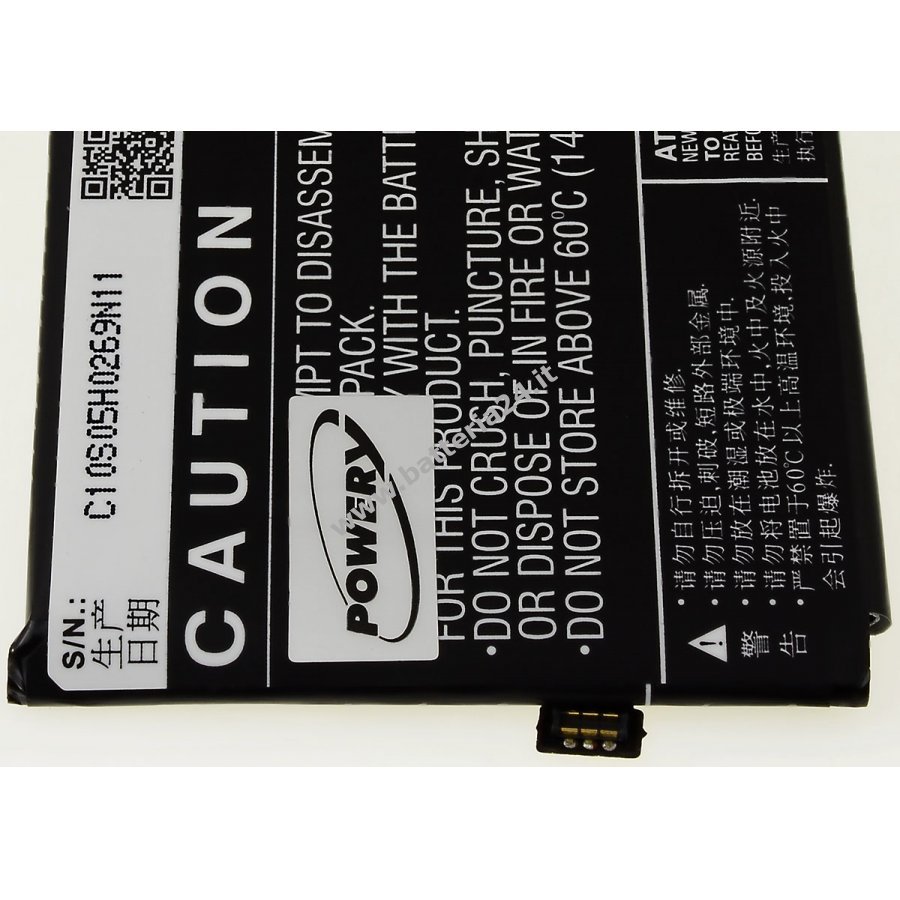 S/N.: C10S05H0269N11
生产
日期
CAUTION
MPT TO DISASSEM
PACK.
Y WITH THE BATT
FOR THIS PRODUCT.
DO NOT CRUSH, PUNCTURE, SH
OR DISPOSE OF IN FIRE OR WAT
DO NOT STORE ABOVE 60°C (14
POWERY
www.batteria24.it
AT
NEW
TO
REA
BEFO
生产
执行
警告
·请勿自行拆开或维修.
·请勿压迫, 刺破, 短路外部金属.
·请勿放在潮湿或极端环境中.
·请勿将电池放在水中, 火中及火源附近.
·严禁置于60℃以上高温环境, 投入火中
会引起爆炸.